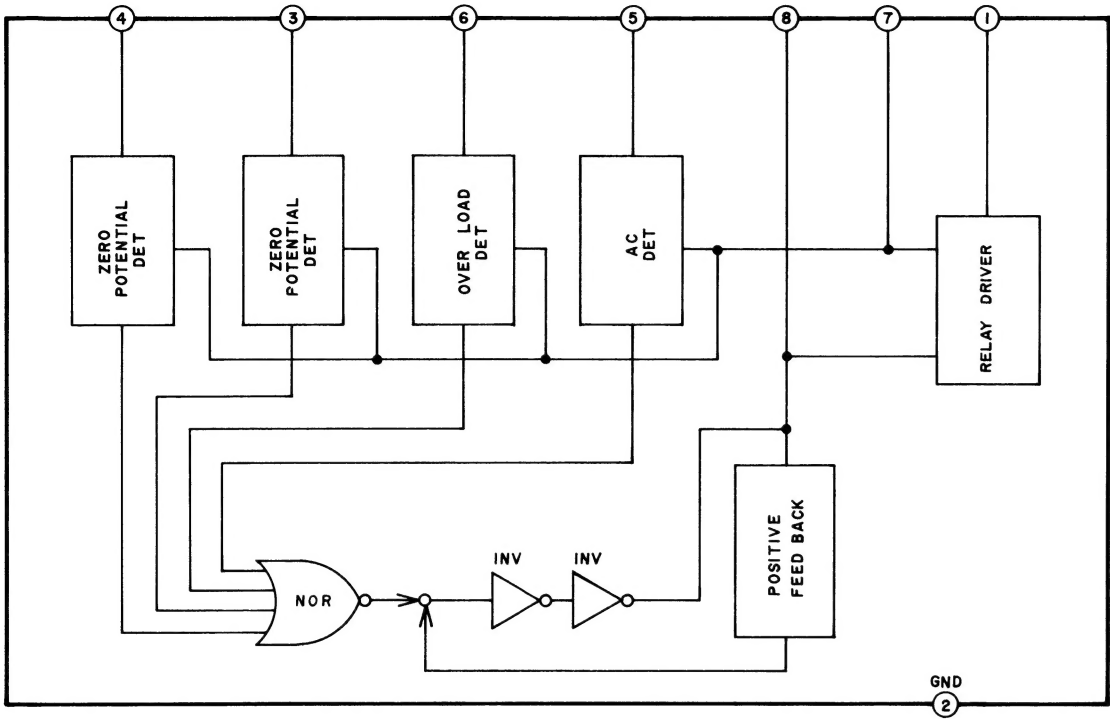 4 3 6 5 8 7 1
ZERO
POTENTIAL
DET
ZERO
POTENTIAL
DET
OVER LOAD
DET
AC
DET
RELAY DRIVER
POSITIVE
FEED BACK
INV INV
NOR
GND
2